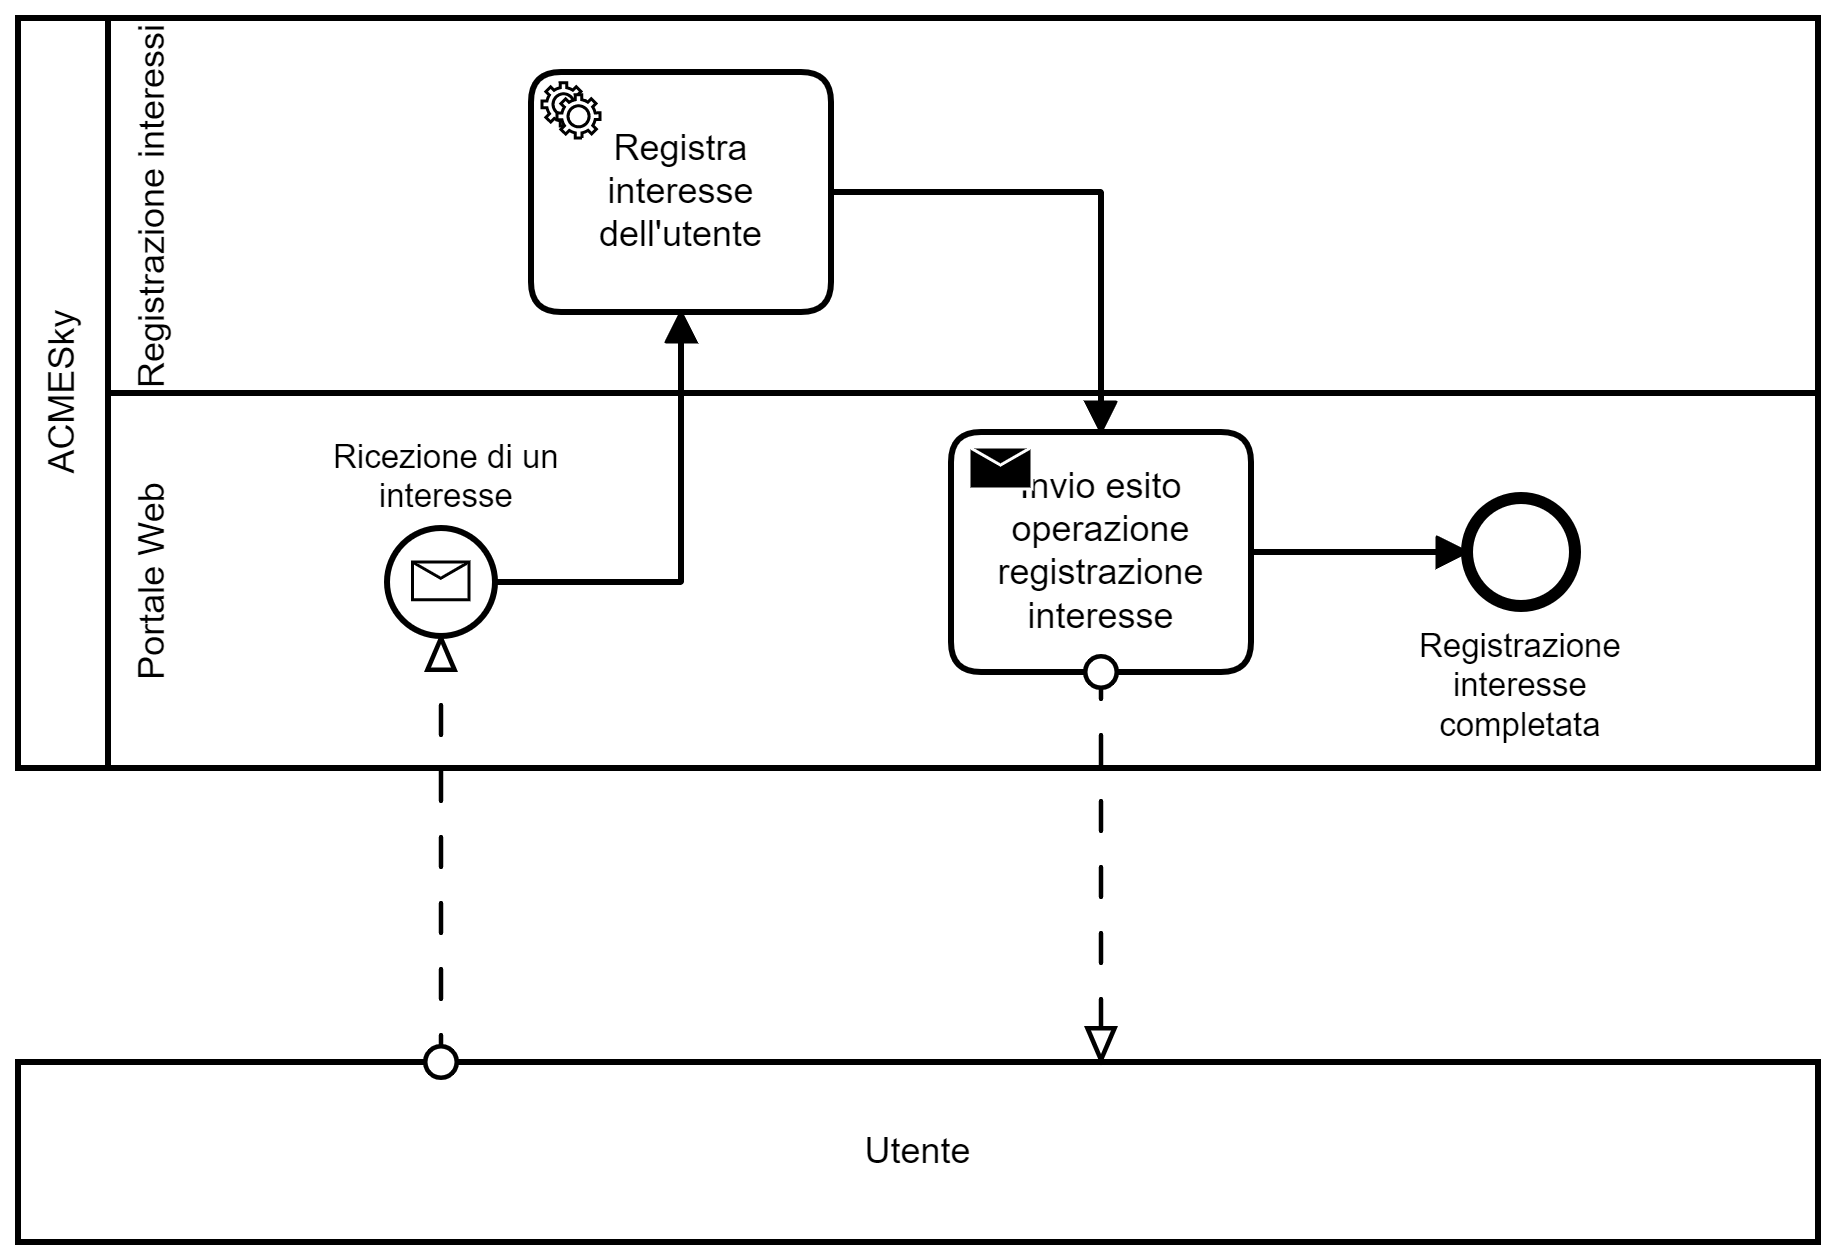 ACMESky
Registrazione interessi
Registra
interesse
dell'utente
Portale Web
Ricezione di un
interesse
Invio esito
operazione
registrazione
interesse
Registrazione
interesse
completata
Utente